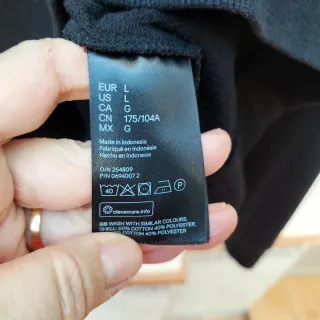 EUR L
US L
CA G
CN 175/104A
MX G
Made in Indonesia
Fabriqué en Indonésie
Hecho en Indonesia
O/N 254809
P/N 0694007 2
40
P
clevercare.info
GB WASH WITH SIMILAR COLOURS.
SHELL: 60% COTTON 40% POLYESTER,
COTTON 40% POLYESTER